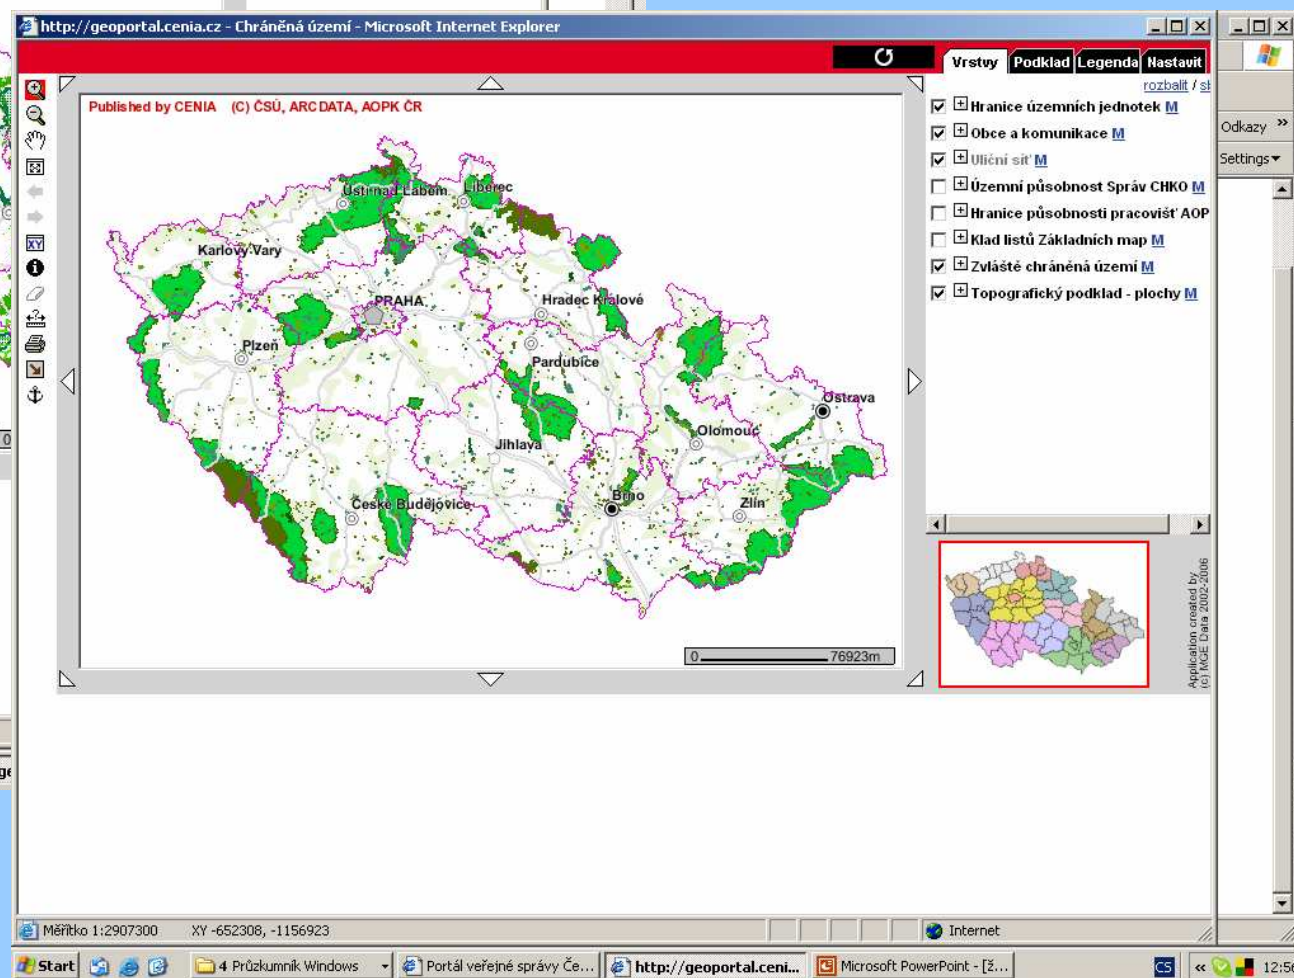 http://geoportal.cenia.cz - Chráněná území - Microsoft Internet Explorer
Vrstvy Podklad Legenda Nastavit
rozbalit / sl
Published by CENIA (C) ČSÚ, ARCDATA, AOPK ČR
Hranice územních jednotek M
Obce a komunikace M
Uliční síť M
Územní působnost Správ CHKO M
Hranice působnosti pracovišť AOP
Klad listů Základních map M
Zvláště chráněná území M
Topografický podklad - plochy M
Odkazy »
Settings
XY
Ústí nad Labem
Liberec
Karlovy Vary
PRAHA
Hradec Králové
Plzeň
Pardubice
Ostrava
Olomouc
Jihlava
Brno
České Budějovice
Zlín
0 76923m
Application created by
(c) MGE Data 2002-2006
Měřítko 1:2907300 XY -652308, -1156923 Internet
Start 4 Průzkumník Windows Portál veřejné správy Če... http://geoportal.ceni... Microsoft PowerPoint - [ž... CS « 12:56